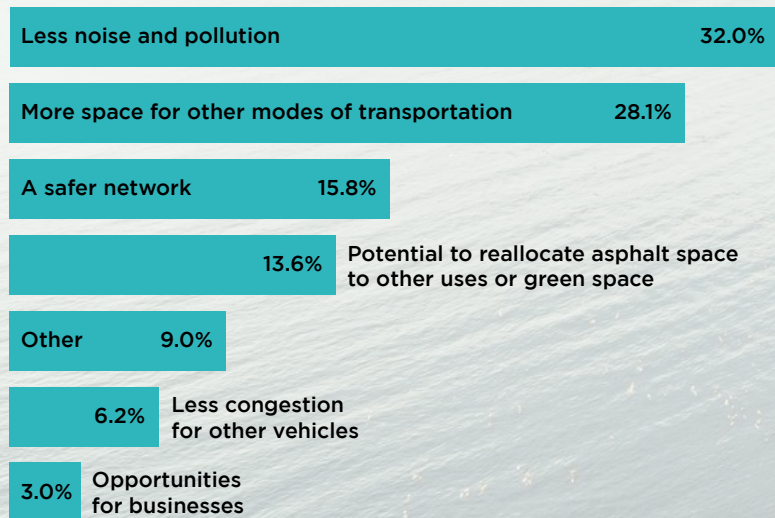 Less noise and pollution 32.0%
More space for other modes of transportation 28.1%
A safer network 15.8%
13.6% Potential to reallocate asphalt space
to other uses or green space
Other 9.0%
6.2% Less congestion
for other vehicles
3.0% Opportunities
for businesses